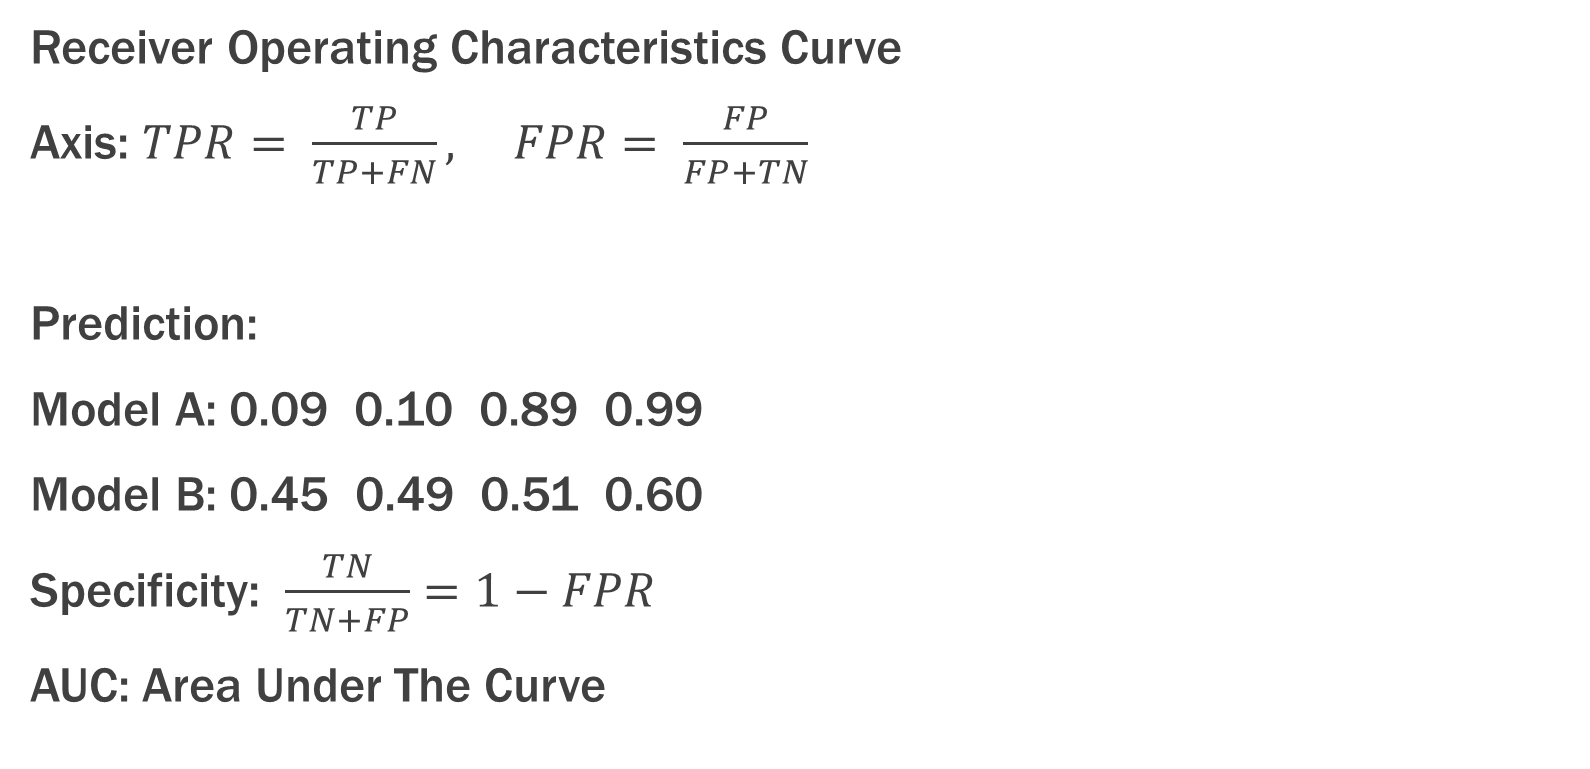 Receiver Operating Characteristics Curve
Axis: TPR = TP/(TP+FN), FPR = FP/(FP+TN)
Prediction:
Model A: 0.09 0.10 0.89 0.99
Model B: 0.45 0.49 0.51 0.60
Specificity: TN/(TN+FP) = 1 − FPR
AUC: Area Under The Curve